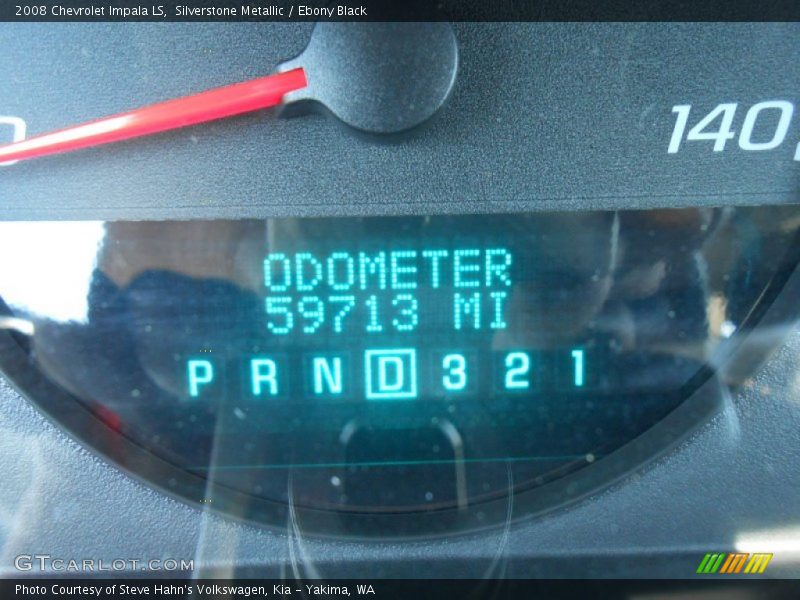 2008 Chevrolet Impala LS, Silverstone Metallic / Ebony Black
140
ODOMETER
59713 MI
P R N D 3 2 1
GTCARLOT.COM
Photo Courtesy of Steve Hahn's Volkswagen, Kia - Yakima, WA